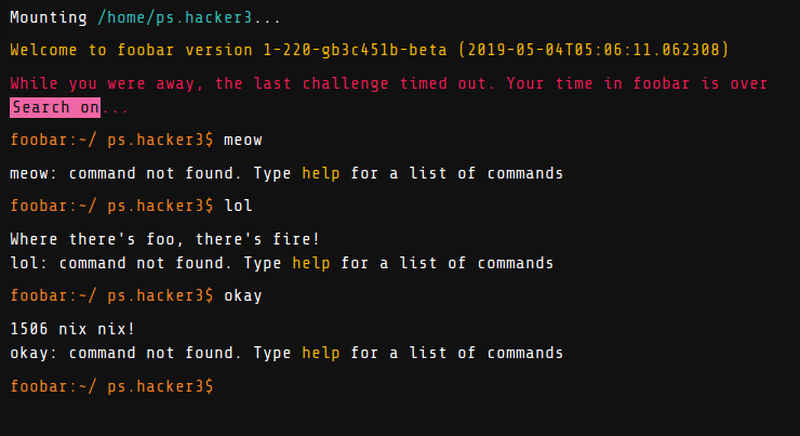 Mounting /home/ps.hacker3...
Welcome to foobar version 1-220-gb3c451b-beta (2019-05-04T05:06:11.062308)
While you were away, the last challenge timed out. Your time in foobar is over
Search on...
foobar:~/ ps.hacker3$ meow
meow: command not found. Type help for a list of commands
foobar:~/ ps.hacker3$ lol
Where there's foo, there's fire!
lol: command not found. Type help for a list of commands
foobar:~/ ps.hacker3$ okay
1506 nix nix!
okay: command not found. Type help for a list of commands
foobar:~/ ps.hacker3$